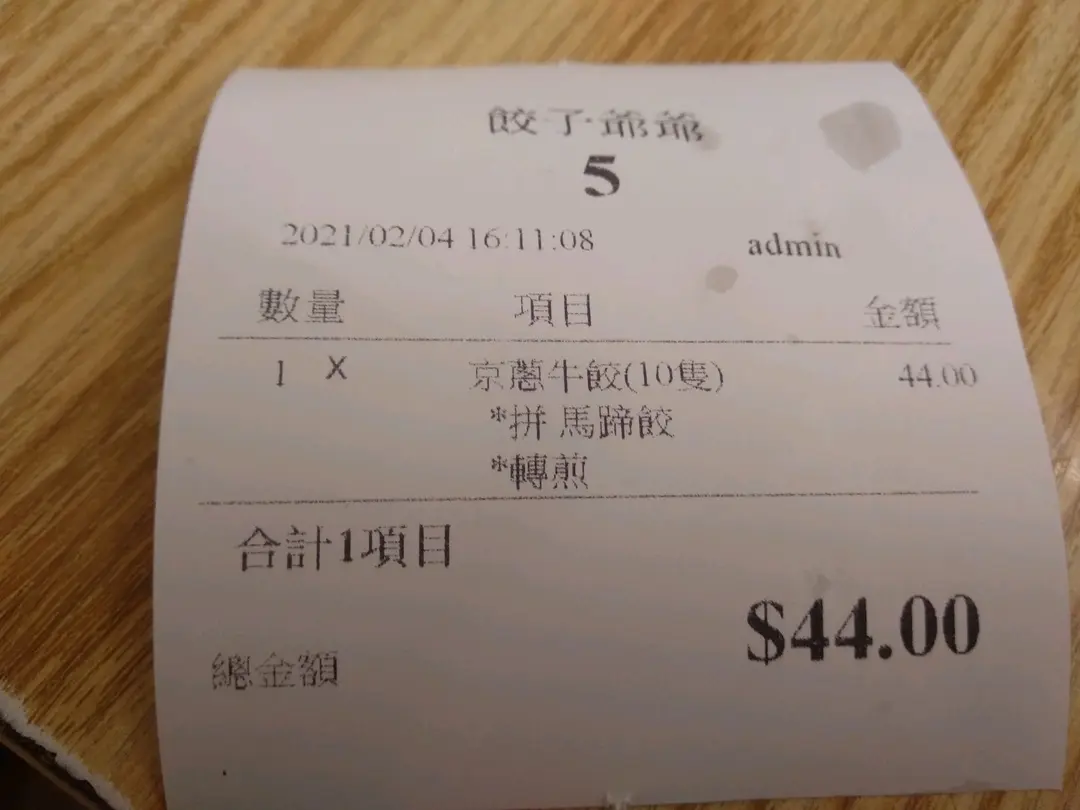 餃子爺爺
5
2021/02/04 16:11:08 admin
數量 項目 金額
1 X 京蔥牛餃(10隻) 44.00
*拼 馬蹄餃
*轉煎
合計1項目
$44.00
總金額